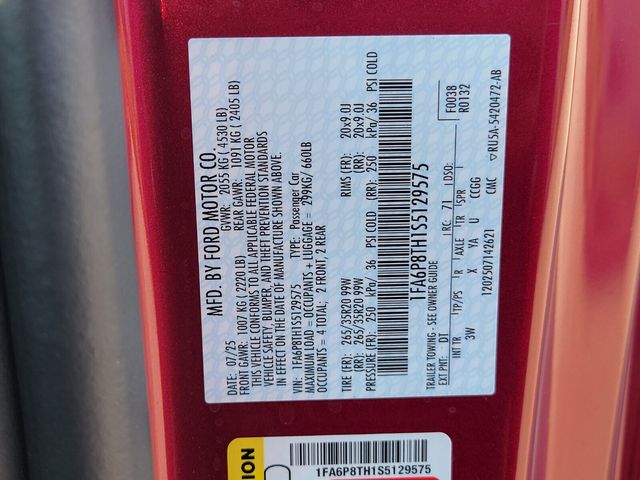 MFD. BY FORD MOTOR CO.
DATE: 07/25 GVWR: 2055 KG ( 4530 LB)
FRONT GAWR: 1007 KG ( 2220 LB) REAR GAWR: 1091 KG ( 2405 LB)
THIS VEHICLE CONFORMS TO ALL APPLICABLE FEDERAL MOTOR
VEHICLE SAFETY, BUMPER, AND THEFT PREVENTION STANDARDS
IN EFFECT ON THE DATE OF MANUFACTURE SHOWN ABOVE.
VIN: 1FA6P8TH1S5129575 TYPE: Passenger Car
MAXIMUM LOAD = OCCUPANTS + LUGGAGE = 299KG/ 660LB
OCCUPANTS = 4 TOTAL; 2 FRONT, 2 REAR
TIRE (FR): 265/35R20 99W RIMS (FR): 20x9.0J
(RR): 265/35R20 99W (RR): 20x9.0J
PRESSURE (FR): 250 kPa/ 36 PSI COLD (RR): 250 kPa/ 36 PSI COLD
1FA6P8TH1S5129575
TRAILER TOWING - SEE OWNER GUIDE
EXT PNT: DT RC: 71 DSO: F0038
R0132
INT TR TP/PS R AXLE TR SPR
3W X YA U CCGG
1202507142621 CMC ▽RU5A-5420472-AB
ION
1FA6P8TH1S5129575